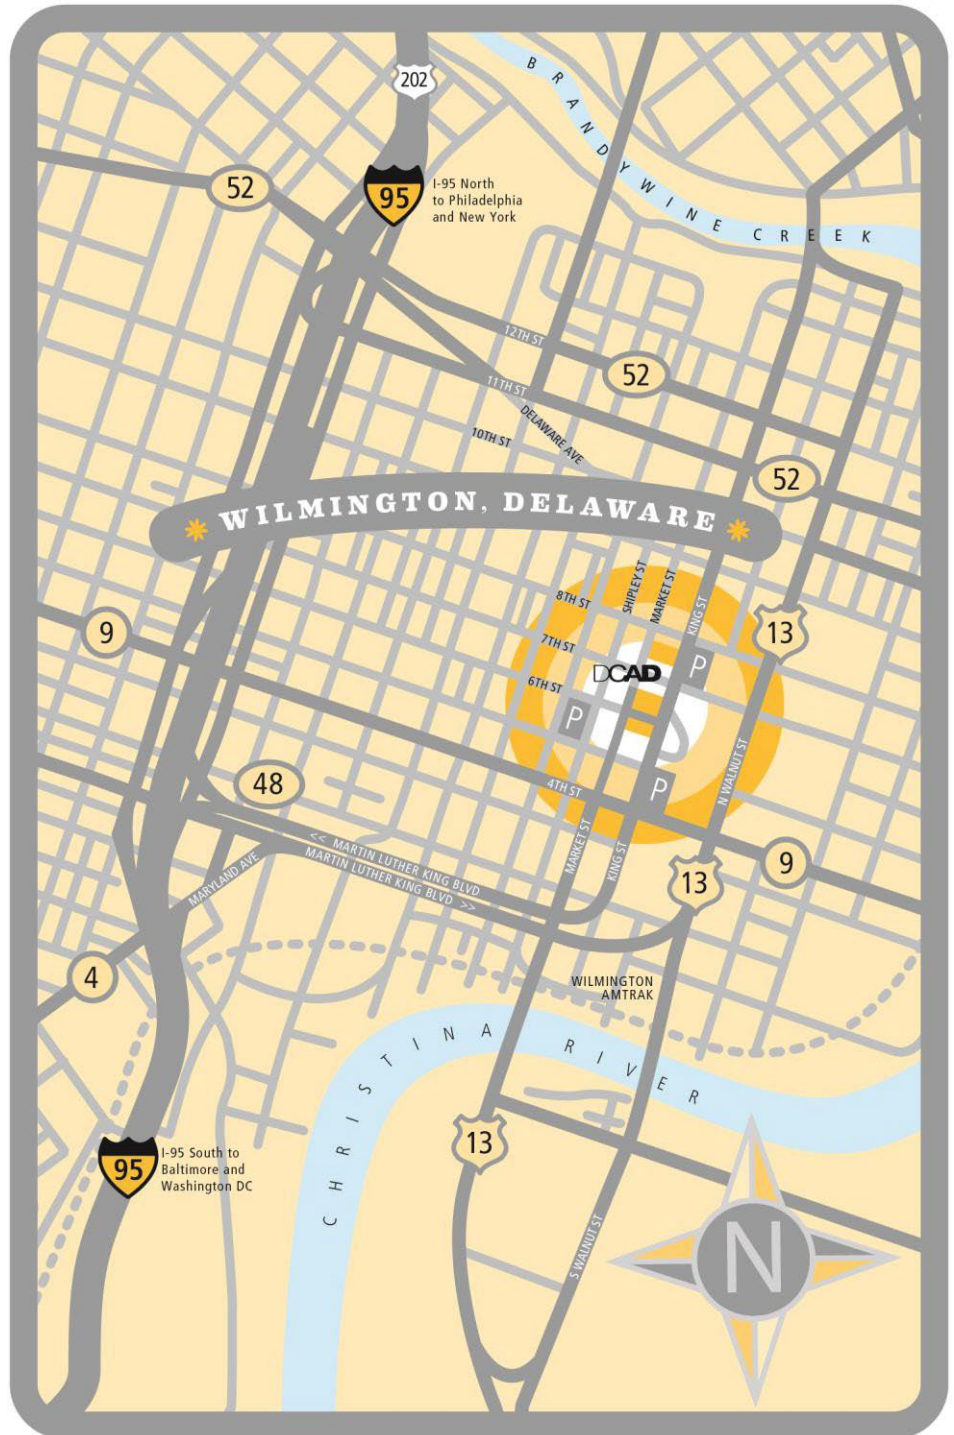 202
BRANDYWINE CREEK
52
95
I-95 North
to Philadelphia
and New York
12TH ST
52
11TH ST
DELAWARE AVE
10TH ST
52
WILMINGTON, DELAWARE
8TH ST
SHIPLEY ST
MARKET ST
KING ST
9
13
7TH ST
DCAD
P
6TH ST
P
48
4TH ST
P
N WALNUT ST
<< MARTIN LUTHER KING BLVD
MARTIN LUTHER KING BLVD >>
MARKET ST
KING ST
MARYLAND AVE
13
9
4
WILMINGTON
AMTRAK
CHRISTINA RIVER
13
95
I-95 South to
Baltimore and
Washington DC
S WALNUT ST
N